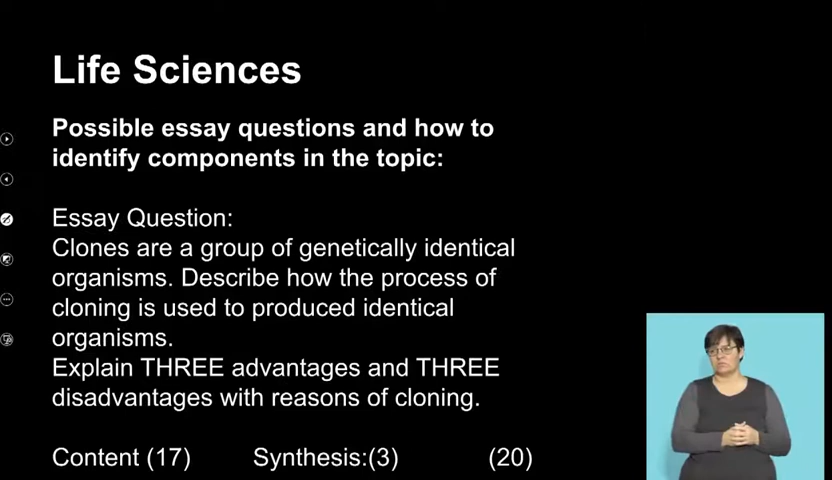 Life Sciences
Possible essay questions and how to
identify components in the topic:
Essay Question:
Clones are a group of genetically identical
organisms. Describe how the process of
cloning is used to produced identical
organisms.
Explain THREE advantages and THREE
disadvantages with reasons of cloning.
Content (17) Synthesis:(3) (20)